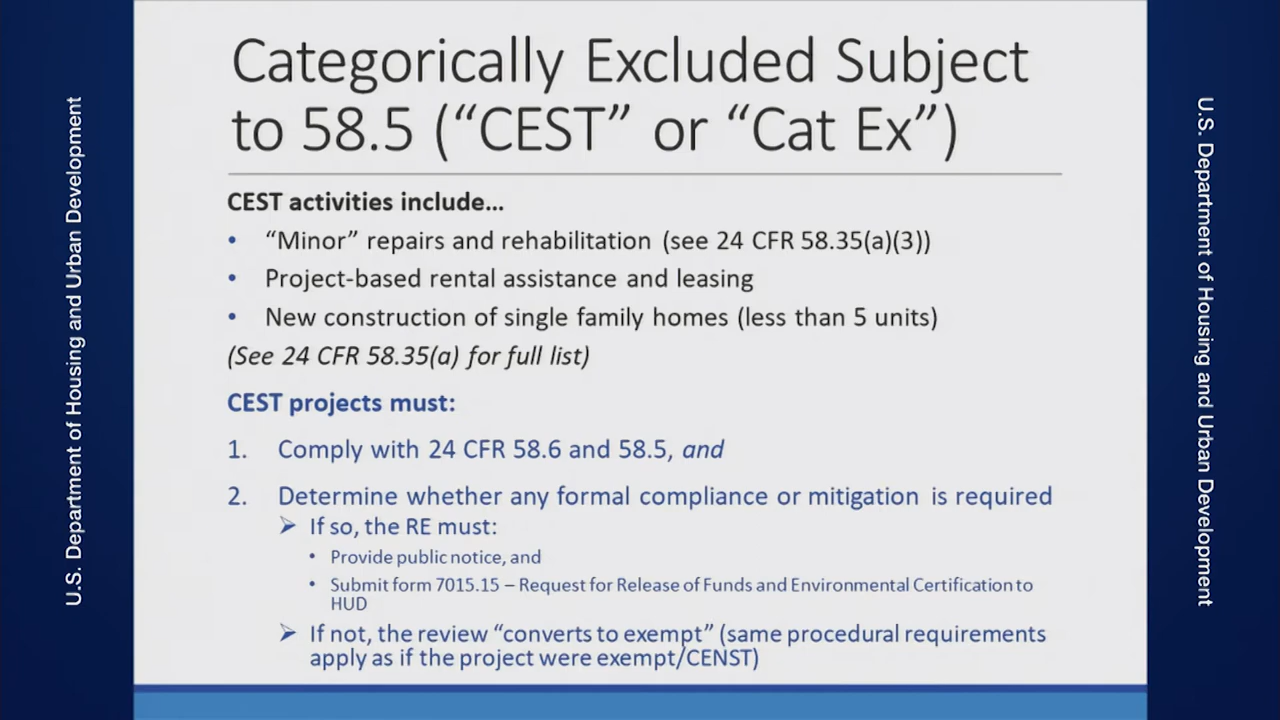 U.S. Department of Housing and Urban Development
Categorically Excluded Subject
to 58.5 (“CEST” or “Cat Ex”)
CEST activities include…
• “Minor” repairs and rehabilitation (see 24 CFR 58.35(a)(3))
• Project-based rental assistance and leasing
• New construction of single family homes (less than 5 units)
(See 24 CFR 58.35(a) for full list)
CEST projects must:
1. Comply with 24 CFR 58.6 and 58.5, and
2. Determine whether any formal compliance or mitigation is required
➢ If so, the RE must:
• Provide public notice, and
• Submit form 7015.15 – Request for Release of Funds and Environmental Certification to
HUD
➢ If not, the review “converts to exempt” (same procedural requirements
apply as if the project were exempt/CENST)
U.S. Department of Housing and Urban Development